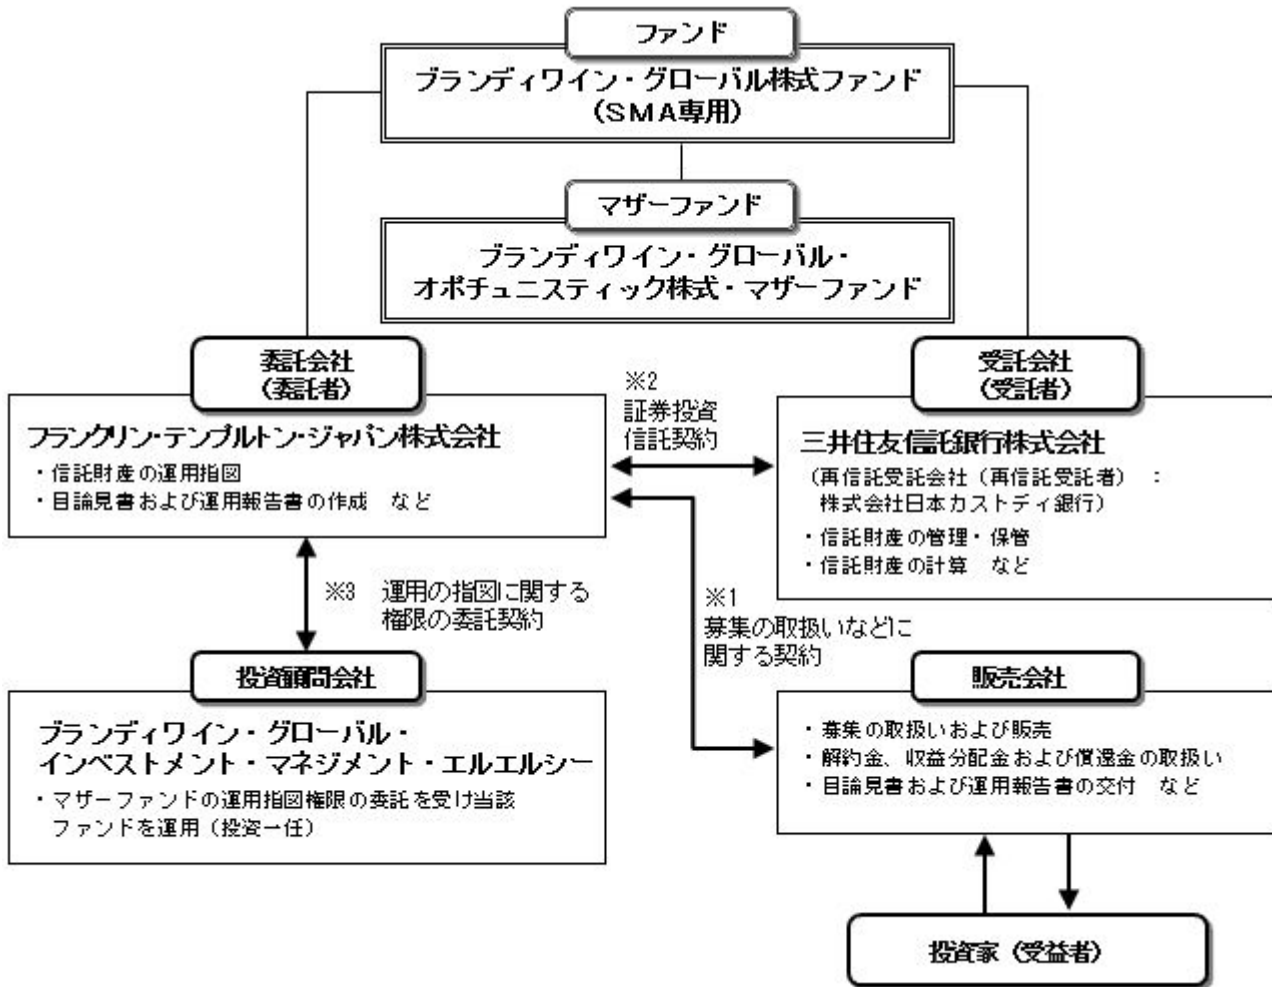 ファンド
ブランディワイン・グローバル株式ファンド
(SMA専用)
マザーファンド
ブランディワイン・グローバル・
オポチュニスティック株式・マザーファンド
委託会社
(委託者)
フランクリン・テンプルトン・ジャパン株式会社
・信託財産の運用指図
・目論見書および運用報告書の作成 など
※2
証券投資
信託契約
受託会社
(受託者)
三井住友信託銀行株式会社
(再信託受託会社(再信託受託者) :
株式会社日本カストディ銀行)
・信託財産の管理・保管
・信託財産の計算 など
※3 運用の指図に関する
権限の委託契約
※1
募集の取扱いなどに
関する契約
投資顧問会社
ブランディワイン・グローバル・
インベストメント・マネジメント・エルエルシー
・マザーファンドの運用指図権限の委託を受け当該
ファンドを運用(投資一任)
販売会社
・募集の取扱いおよび販売
・解約金、収益分配金および償還金の取扱い
・目論見書および運用報告書の交付 など
投資家(受益者)